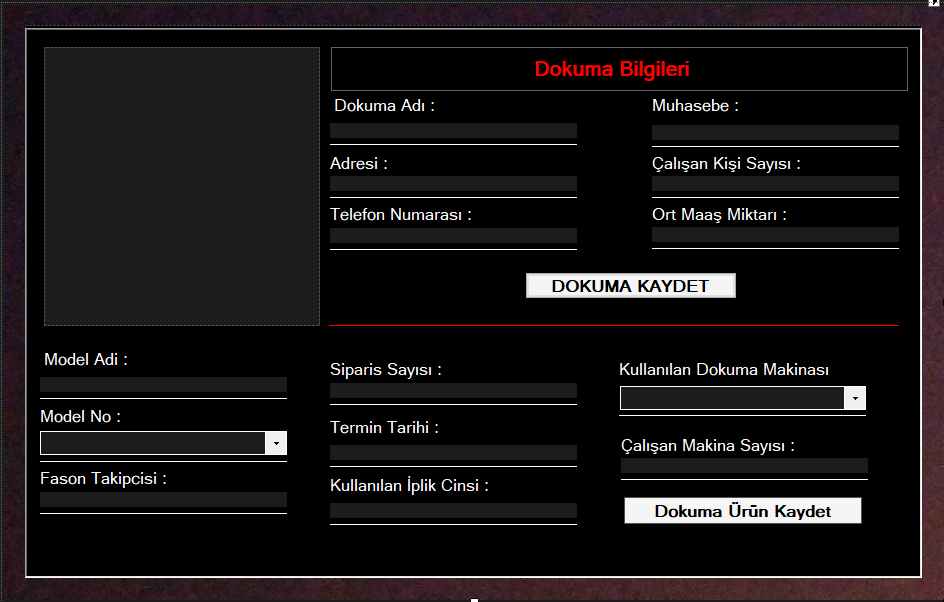 Dokuma Bilgileri
Dokuma Adı :
Muhasebe :
Adresi :
Çalışan Kişi Sayısı :
Telefon Numarası :
Ort Maaş Miktarı :
DOKUMA KAYDET
Model Adi :
Siparis Sayısı :
Kullanılan Dokuma Makinası
Model No :
Termin Tarihi :
Çalışan Makina Sayısı :
Fason Takipcisi :
Kullanılan İplik Cinsi :
Dokuma Ürün Kaydet